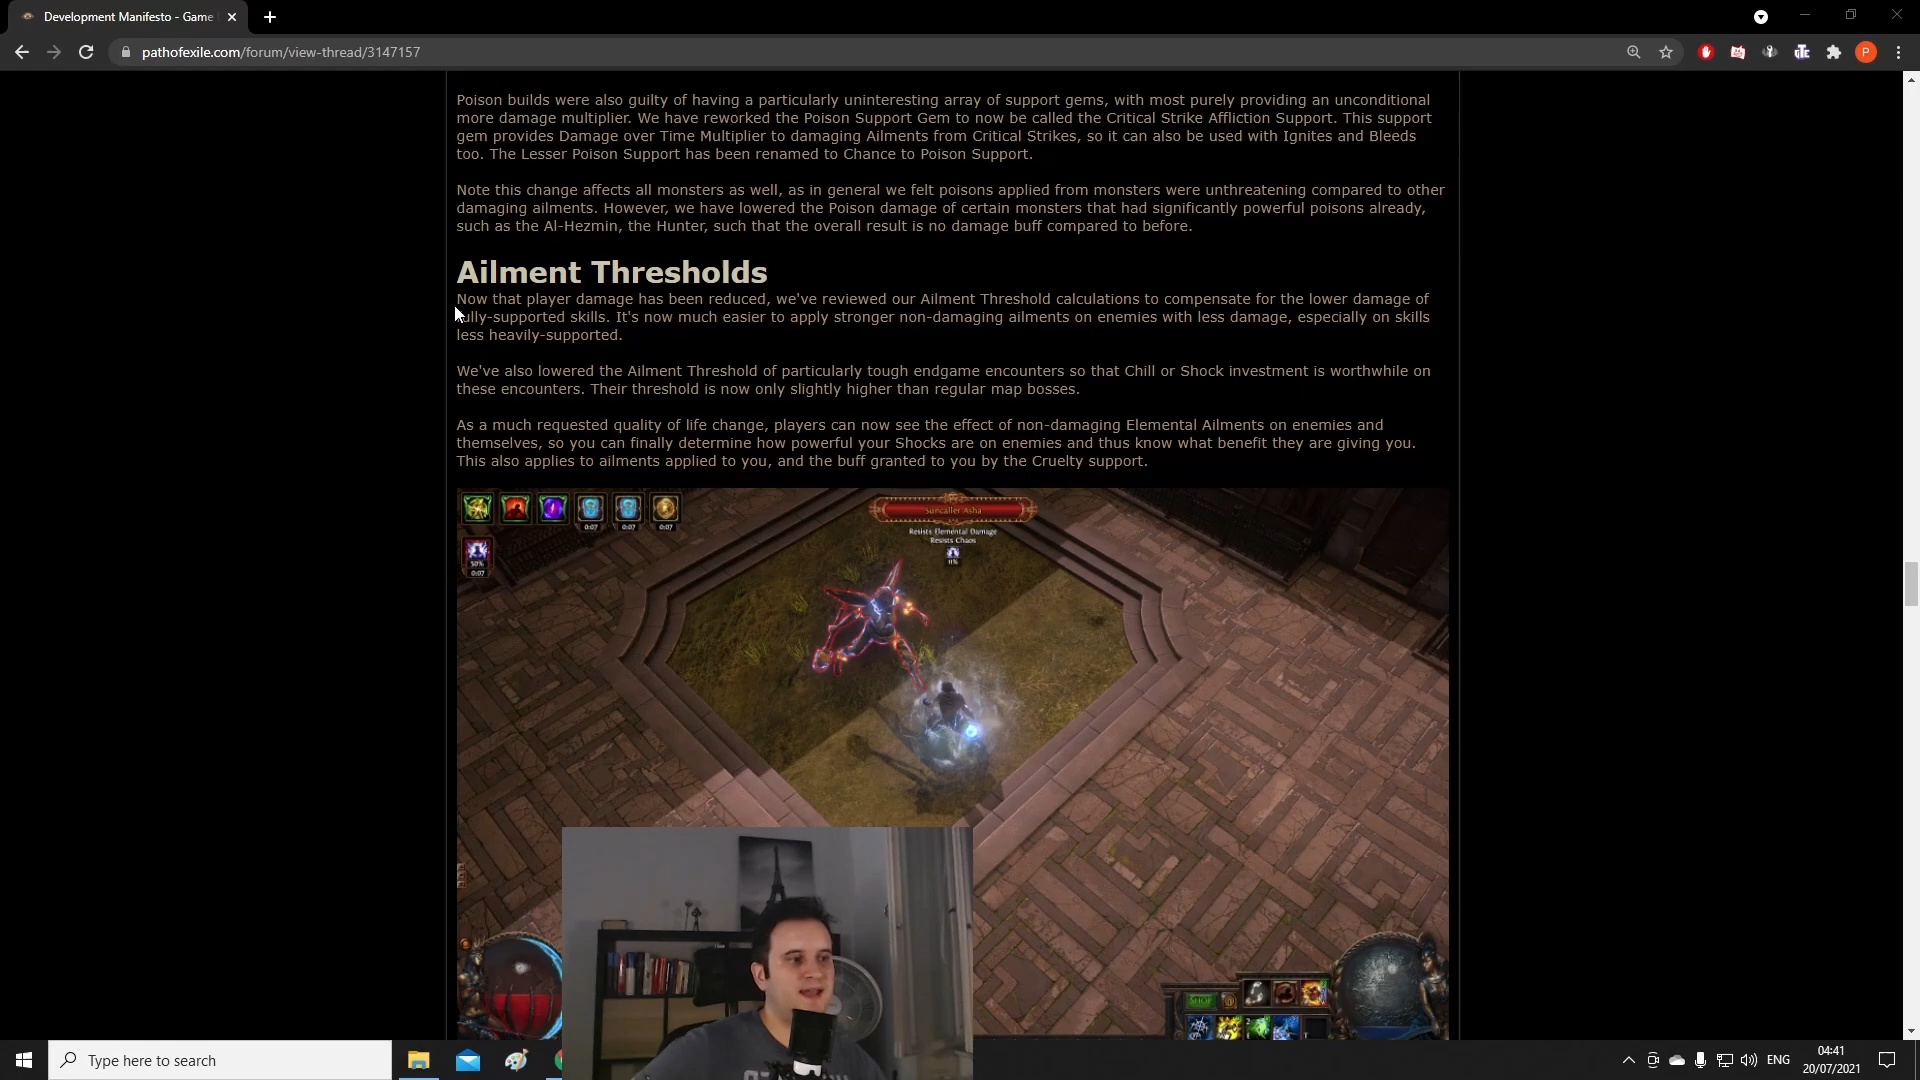 Development Manifesto - Game
pathofexile.com/forum/view-thread/3147157
P
Poison builds were also guilty of having a particularly uninteresting array of support gems, with most purely providing an unconditional
more damage multiplier. We have reworked the Poison Support Gem to now be called the Critical Strike Affliction Support. This support
gem provides Damage over Time Multiplier to damaging Ailments from Critical Strikes, so it can also be used with Ignites and Bleeds
too. The Lesser Poison Support has been renamed to Chance to Poison Support.
Note this change affects all monsters as well, as in general we felt poisons applied from monsters were unthreatening compared to other
damaging ailments. However, we have lowered the Poison damage of certain monsters that had significantly powerful poisons already,
such as the Al-Hezmin, the Hunter, such that the overall result is no damage buff compared to before.
Ailment Thresholds
Now that player damage has been reduced, we've reviewed our Ailment Threshold calculations to compensate for the lower damage of
fully-supported skills. It's now much easier to apply stronger non-damaging ailments on enemies with less damage, especially on skills
less heavily-supported.
We've also lowered the Ailment Threshold of particularly tough endgame encounters so that Chill or Shock investment is worthwhile on
these encounters. Their threshold is now only slightly higher than regular map bosses.
As a much requested quality of life change, players can now see the effect of non-damaging Elemental Ailments on enemies and
themselves, so you can finally determine how powerful your Shocks are on enemies and thus know what benefit they are giving you.
This also applies to ailments applied to you, and the buff granted to you by the Cruelty support.
0:07 0:07 0:07
50%
0:07
Suncaller Asha
Resists Elemental Damage
Resists Chaos
11%
SHOP
Type here to search
ENG
04:41
20/07/2021